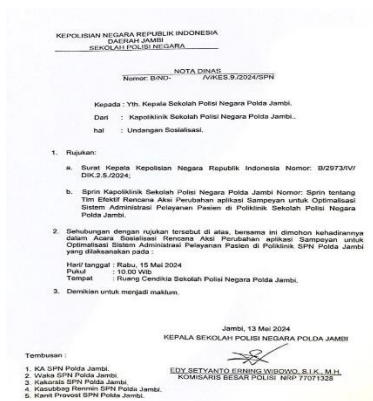 KEPOLISIAN NEGARA REPUBLIK INDONESIA
DAERAH JAMBI
SEKOLAH POLISI NEGARA
NOTA DINAS
Nomor: B/ND- /V/KES.9./2024/SPN
Kepada : Yth. Kepala Sekolah Polisi Negara Polda Jambi.
Dari : Kapoliklinik Sekolah Polisi Negara Polda Jambi..
hal : Undangan Sosialisasi.
1. Rujukan:
a. Surat Kepala Kepolisian Negara Republik Indonesia Nomor: B/2973/IV/
DIK.2.5./2024;
b. Sprin Kapoliklinik Sekolah Polisi Negara Polda Jambi Nomor: Sprin tentang
Tim Efektif Rencana Aksi Perubahan aplikasi Sampeyan untuk Optimalisasi
Sistem Administrasi Pelayanan Pasien di Poliklinik Sekolah Polisi Negara
Polda Jambi.
2. Sehubungan dengan rujukan tersebut di atas, bersama ini dimohon kehadirannya
dalam Acara Sosialisasi Rencana Aksi Perubahan aplikasi Sampeyan untuk
Optimalisasi Sistem Administrasi Pelayanan Pasien di Poliklinik SPN Polda Jambi
yang dilaksanakan pada :
Hari/ tanggal : Rabu, 15 Mei 2024
Pukul : 10.00 Wib
Tempat : Ruang Cendikia Sekolah Polisi Negara Polda Jambi.
3. Demikian untuk menjadi maklum.
Jambi, 13 Mei 2024
KEPALA SEKOLAH POLISI NEGARA POLDA JAMBI
Tembusan :
1. KA SPN Polda Jambi.
2. Waka SPN Polda Jambi.
3. Kakorsis SPN Polda Jambi.
4. Kasubbag Renmin SPN Polda Jambi.
5. Kanit Provost SPN Polda Jambi.
EDY SETYANTO ERNING WIBOWO, S.I.K., M.H.
KOMISARIS BESAR POLISI NRP 77071328